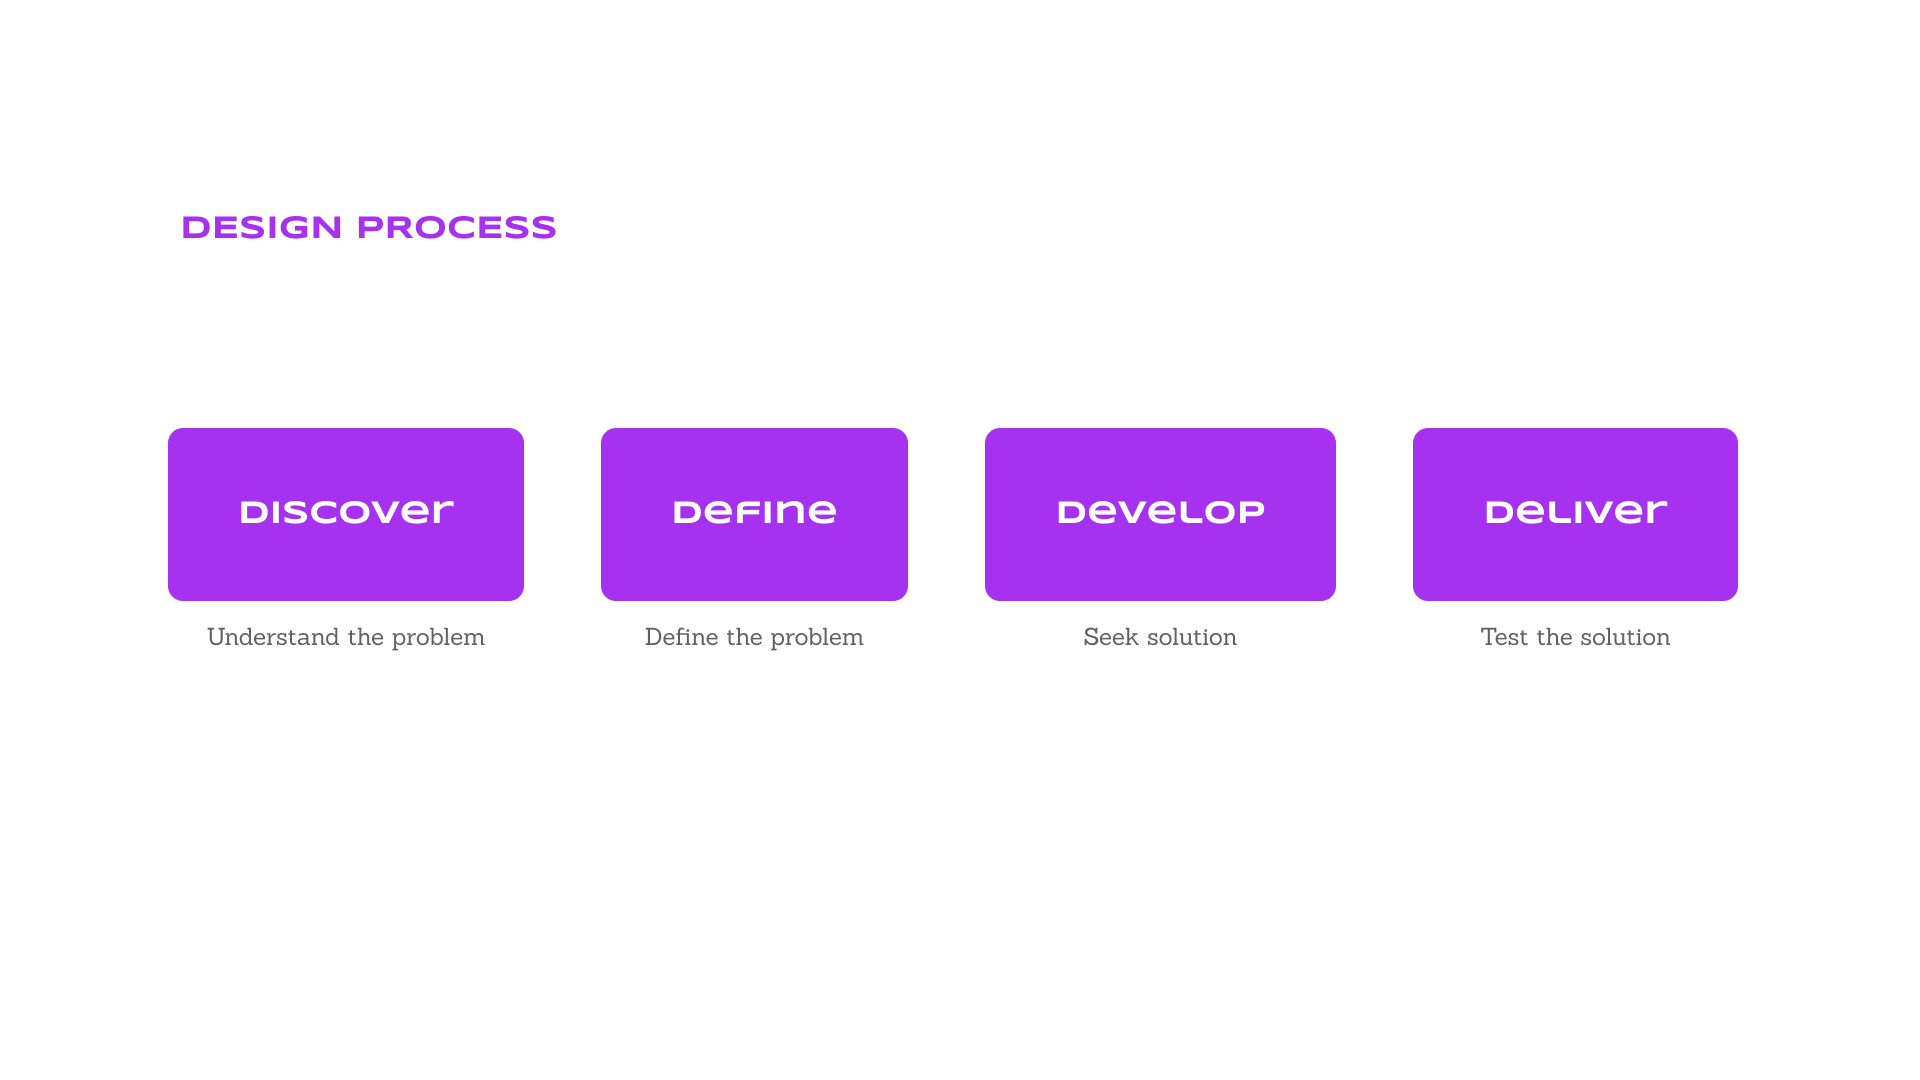 DESIGN PROCESS
Discover
Define
Develop
Deliver
Understand the problem
Define the problem
Seek solution
Test the solution